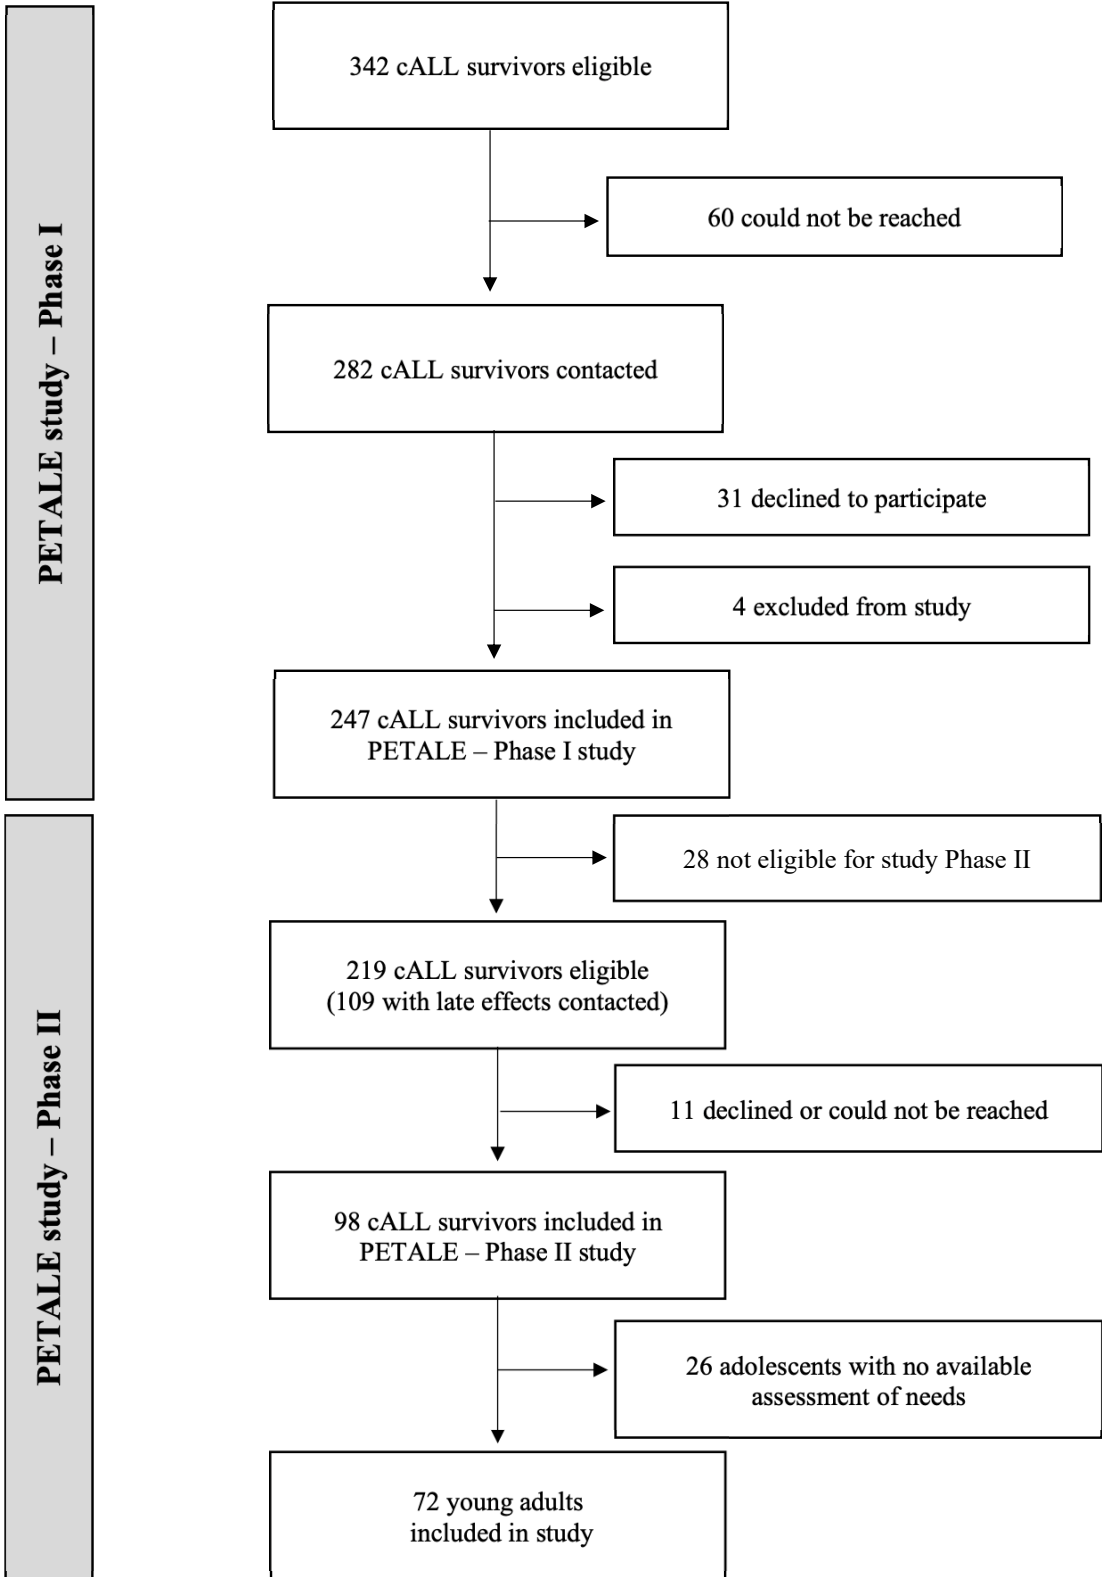 PETALE study – Phase I
342 cALL survivors eligible
60 could not be reached
282 cALL survivors contacted
31 declined to participate
4 excluded from study
247 cALL survivors included in
PETALE – Phase I study
PETALE study – Phase II
28 not eligible for study Phase II
219 cALL survivors eligible
(109 with late effects contacted)
11 declined or could not be reached
98 cALL survivors included in
PETALE – Phase II study
26 adolescents with no available
assessment of needs
72 young adults
included in study